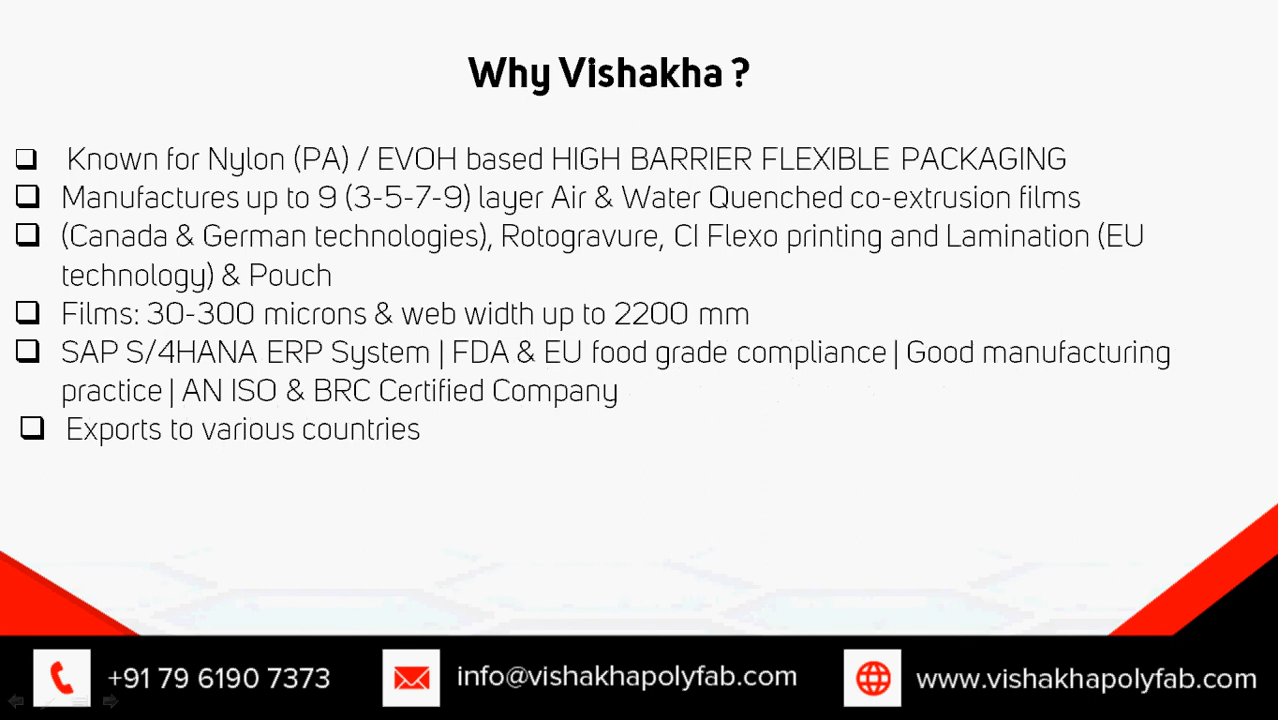 Why Vishakha ?
Known for Nylon (PA) / EVOH based HIGH BARRIER FLEXIBLE PACKAGING
Manufactures up to 9 (3-5-7-9) layer Air & Water Quenched co-extrusion films
(Canada & German technologies), Rotogravure, CI Flexo printing and Lamination (EU
technology) & Pouch
Films: 30-300 microns & web width up to 2200 mm
SAP S/4HANA ERP System | FDA & EU food grade compliance | Good manufacturing
practice | AN ISO & BRC Certified Company
Exports to various countries
+91 79 6190 7373
info@vishakhapolyfab.com
www.vishakhapolyfab.com